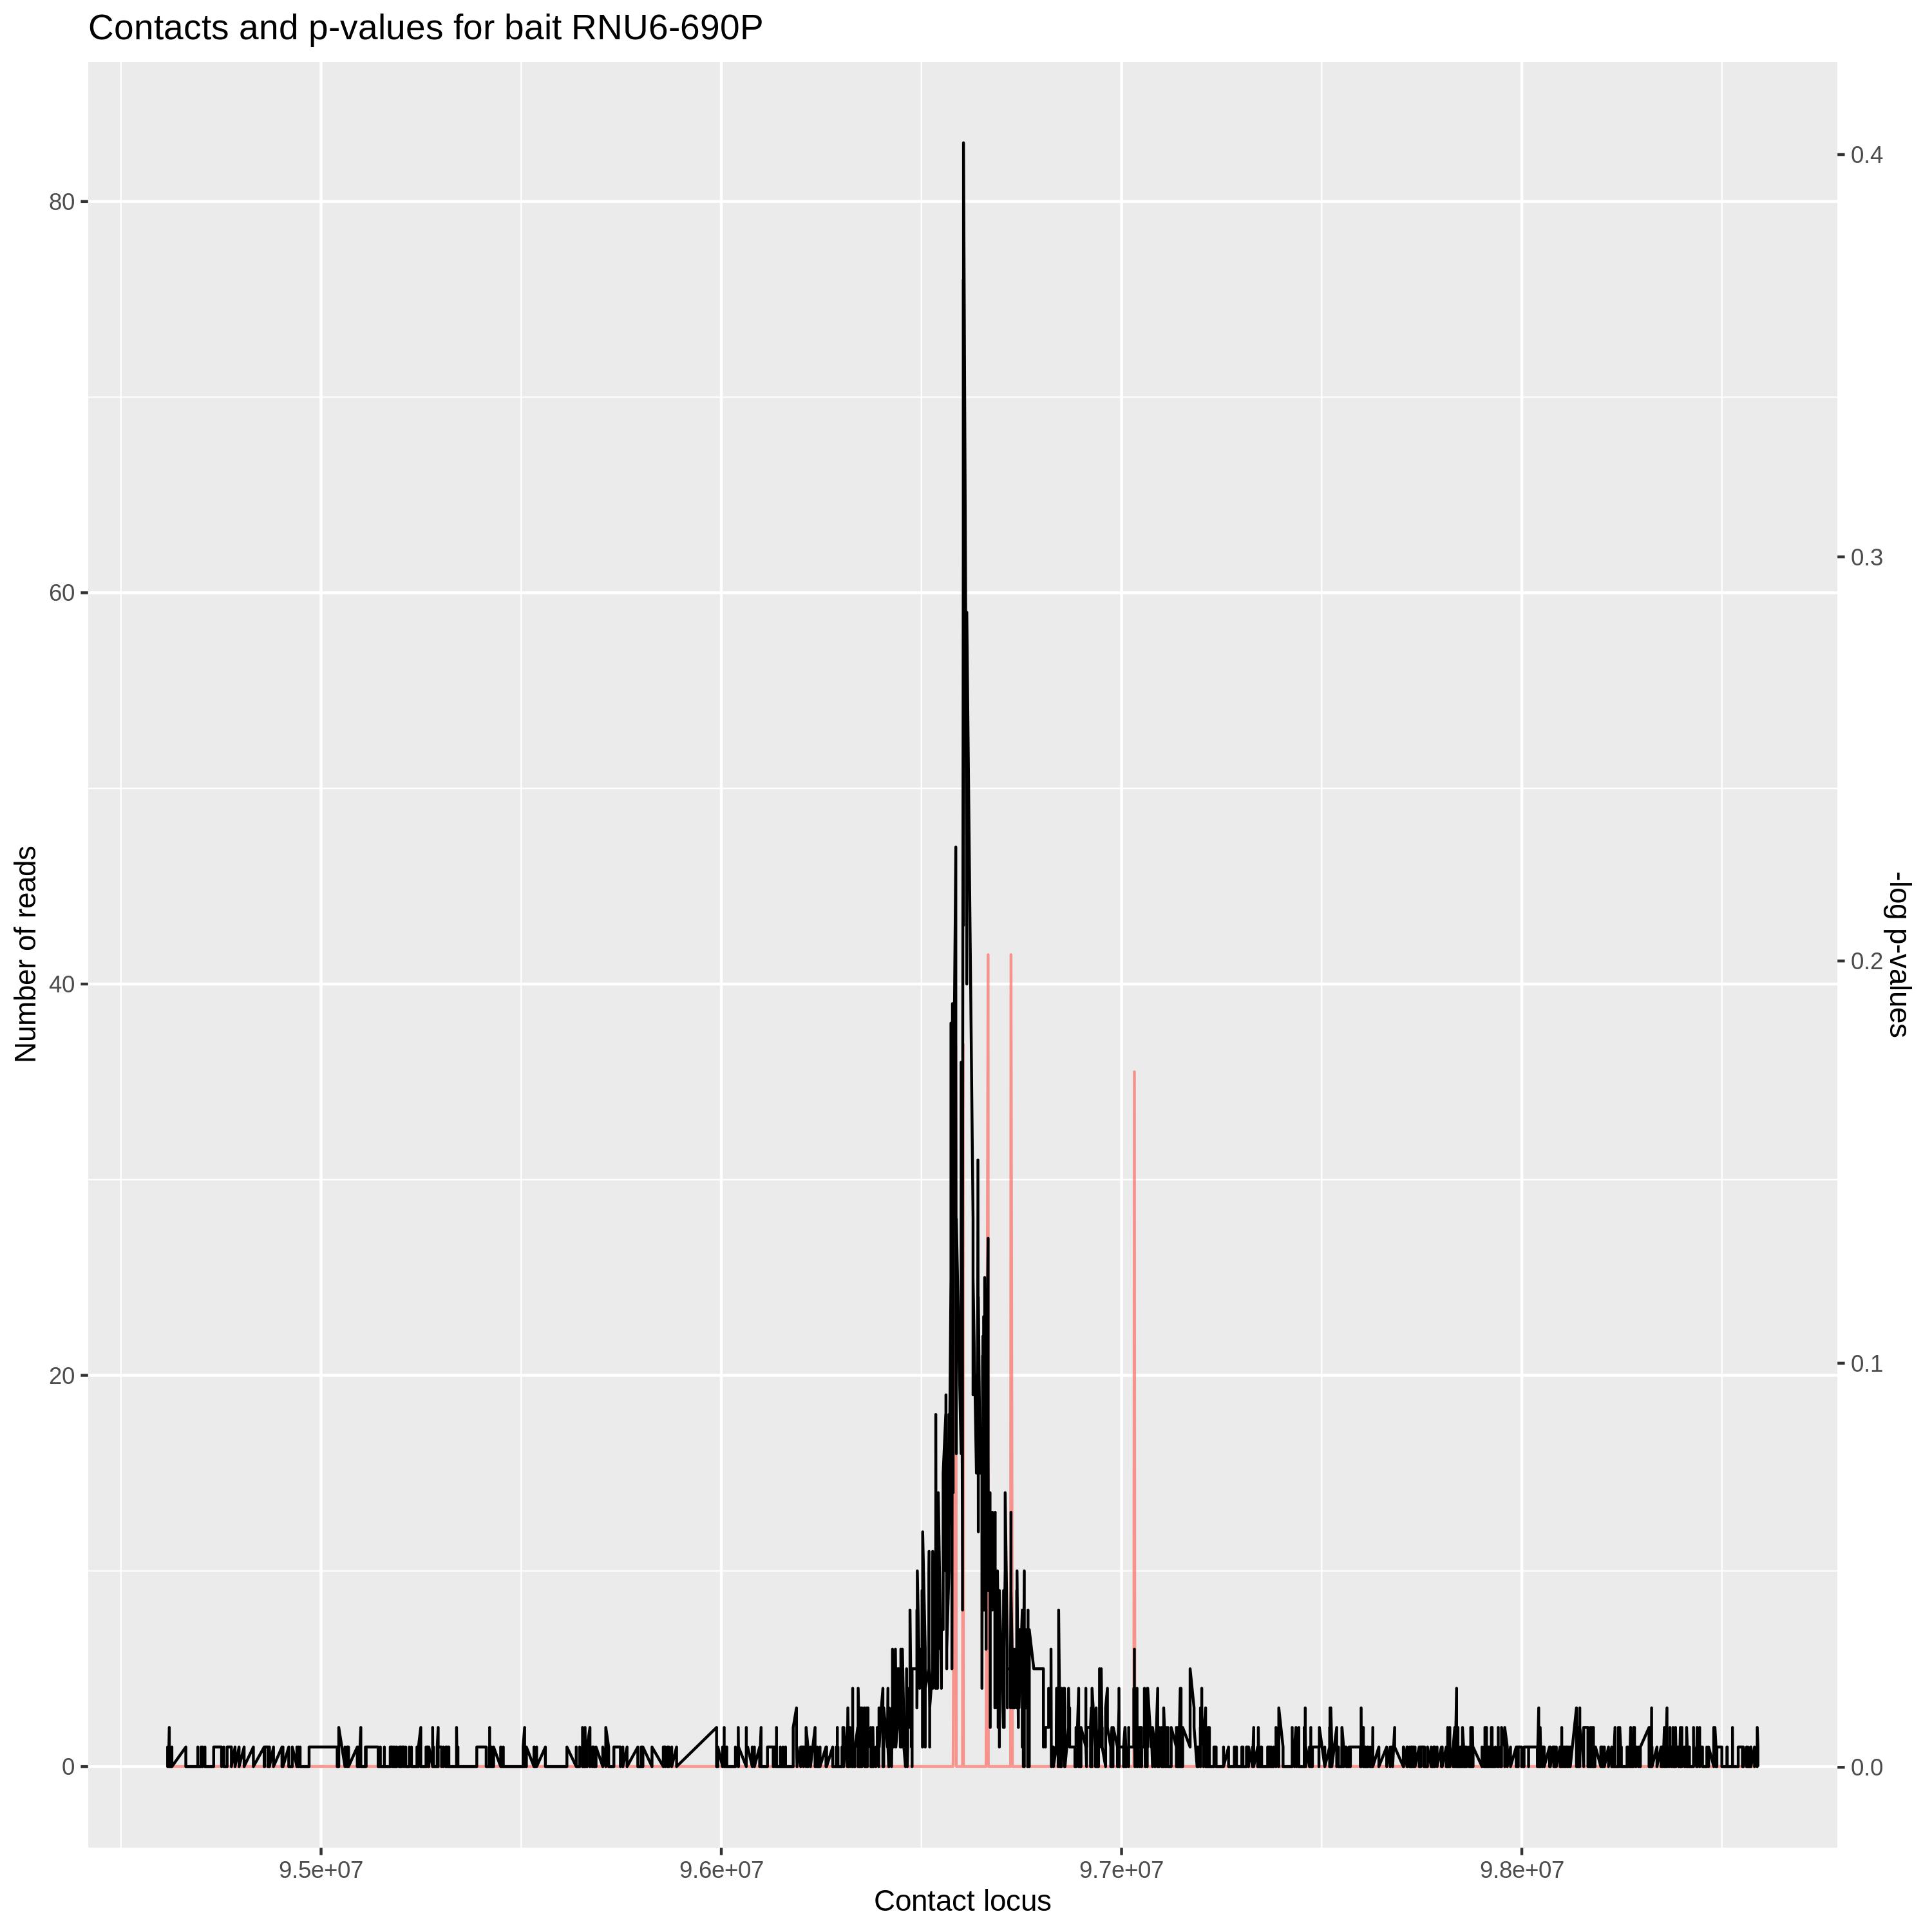 Contacts and p-values for bait RNU6-690P
80
60
40
20
0
Number of reads
0.4
0.3
0.2
0.1
0.0
-log p-values
9.5e+07
9.6e+07
9.7e+07
9.8e+07
Contact locus